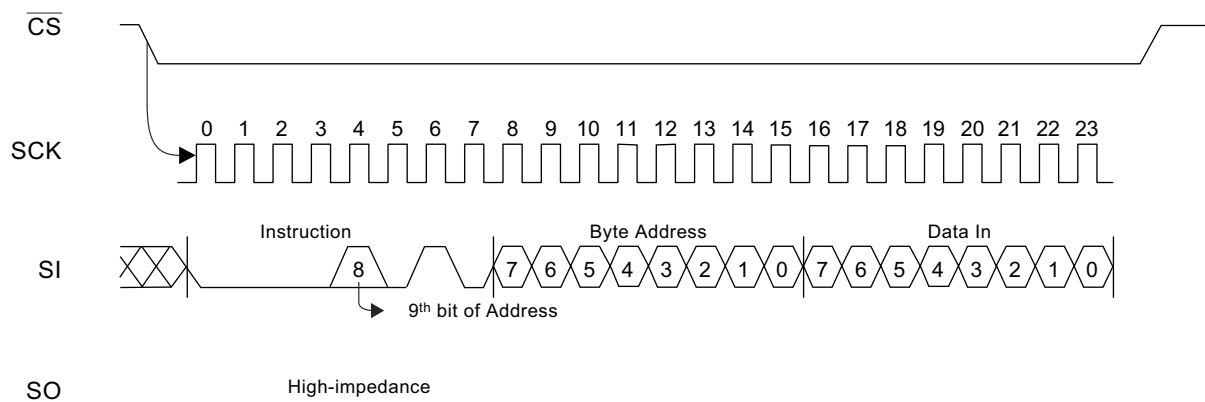 CS
SCK
0 1 2 3 4 5 6 7 8 9 10 11 12 13 14 15 16 17 18 19 20 21 22 23
Instruction Byte Address Data In
SI
8 7 6 5 4 3 2 1 0 7 6 5 4 3 2 1 0
9th bit of Address
SO
High-impedance